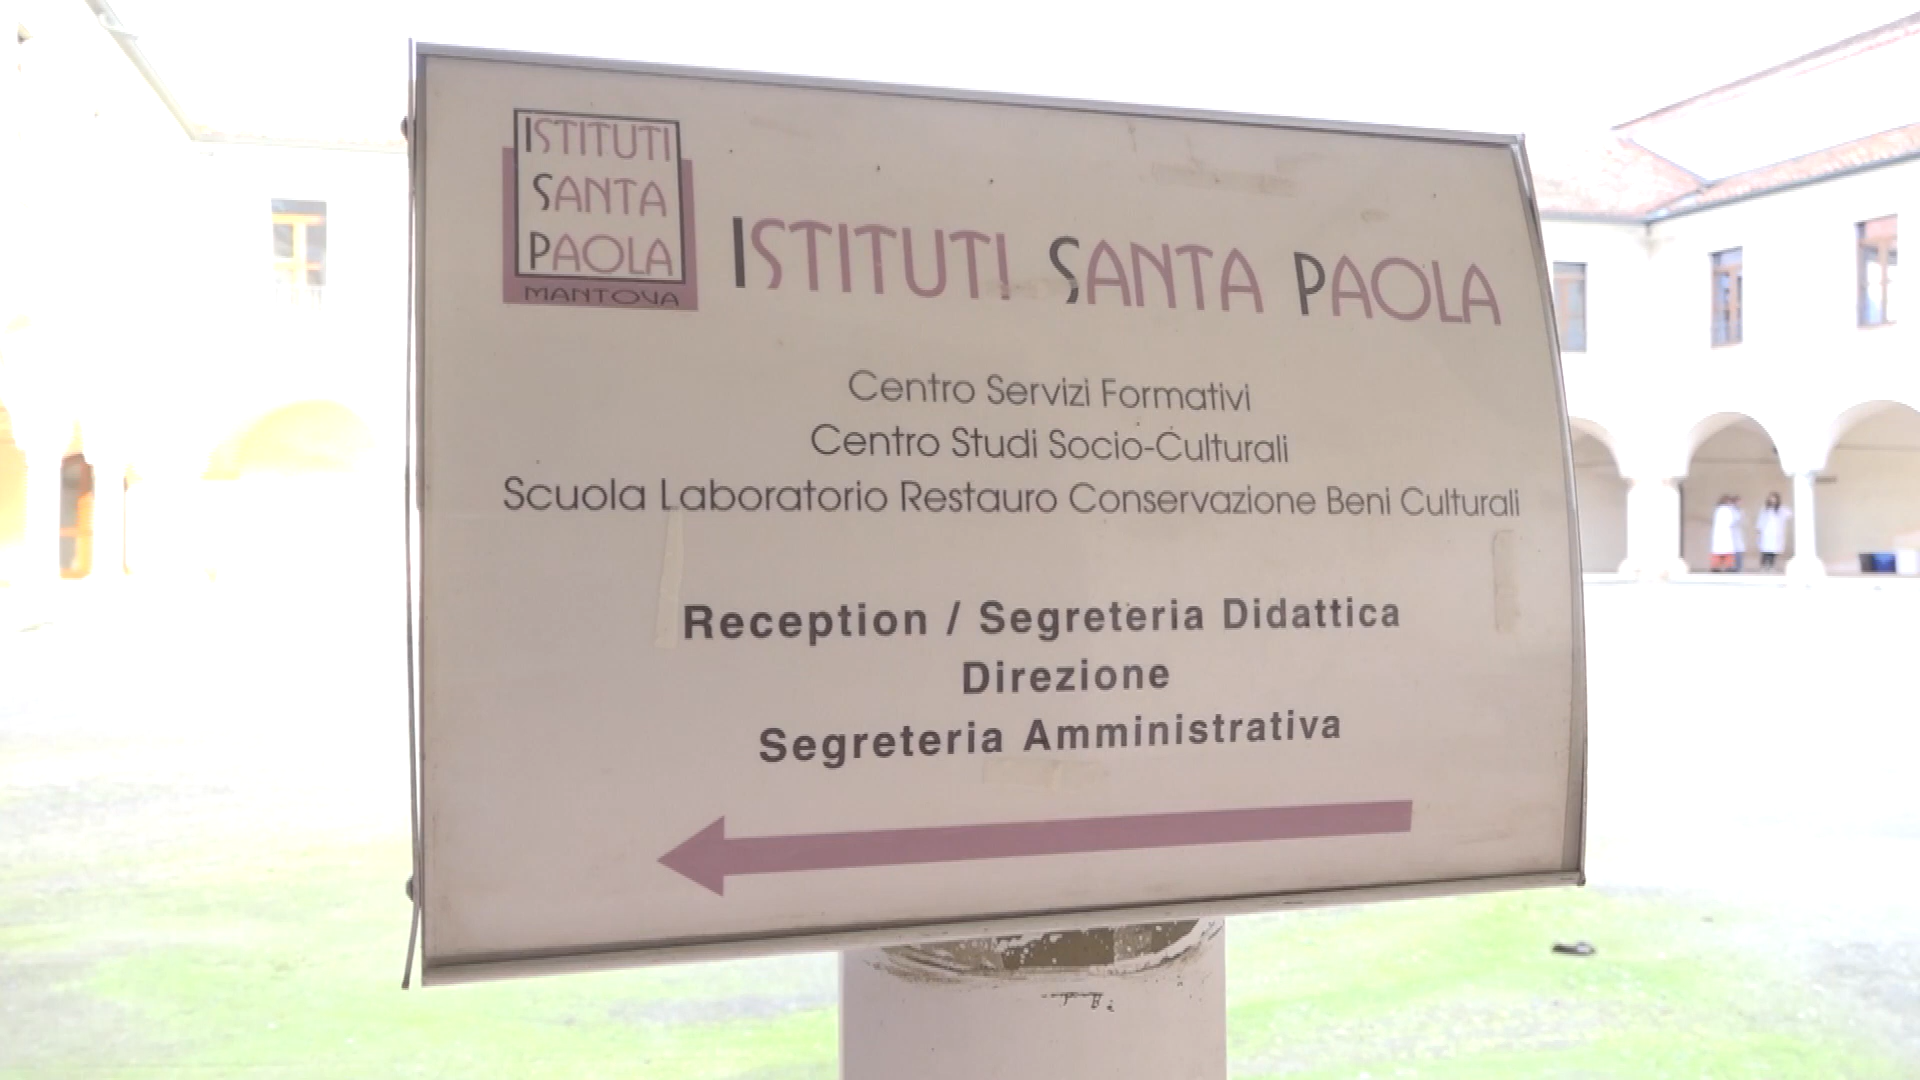 ISTITUTI
SANTA
PAOLA
MANTOVA
ISTITUTI SANTA PAOLA
Centro Servizi Formativi
Centro Studi Socio-Culturali
Scuola Laboratorio Restauro Conservazione Beni Culturali
Reception / Segreteria Didattica
Direzione
Segreteria Amministrativa